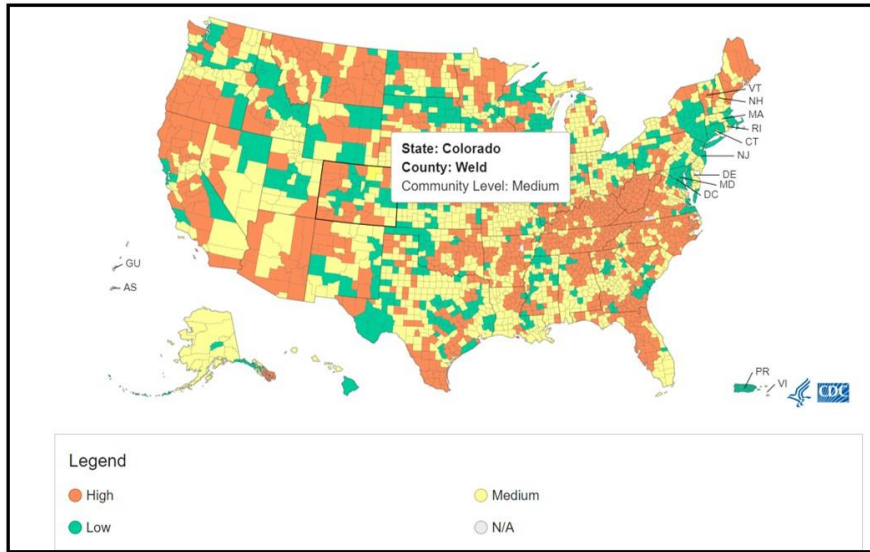 VT
NH
MA
RI
CT
NJ
DE
MD
DC
State: Colorado
County: Weld
Community Level: Medium
GU
AS
PR
VI
CDC
Legend
High
Medium
Low
N/A